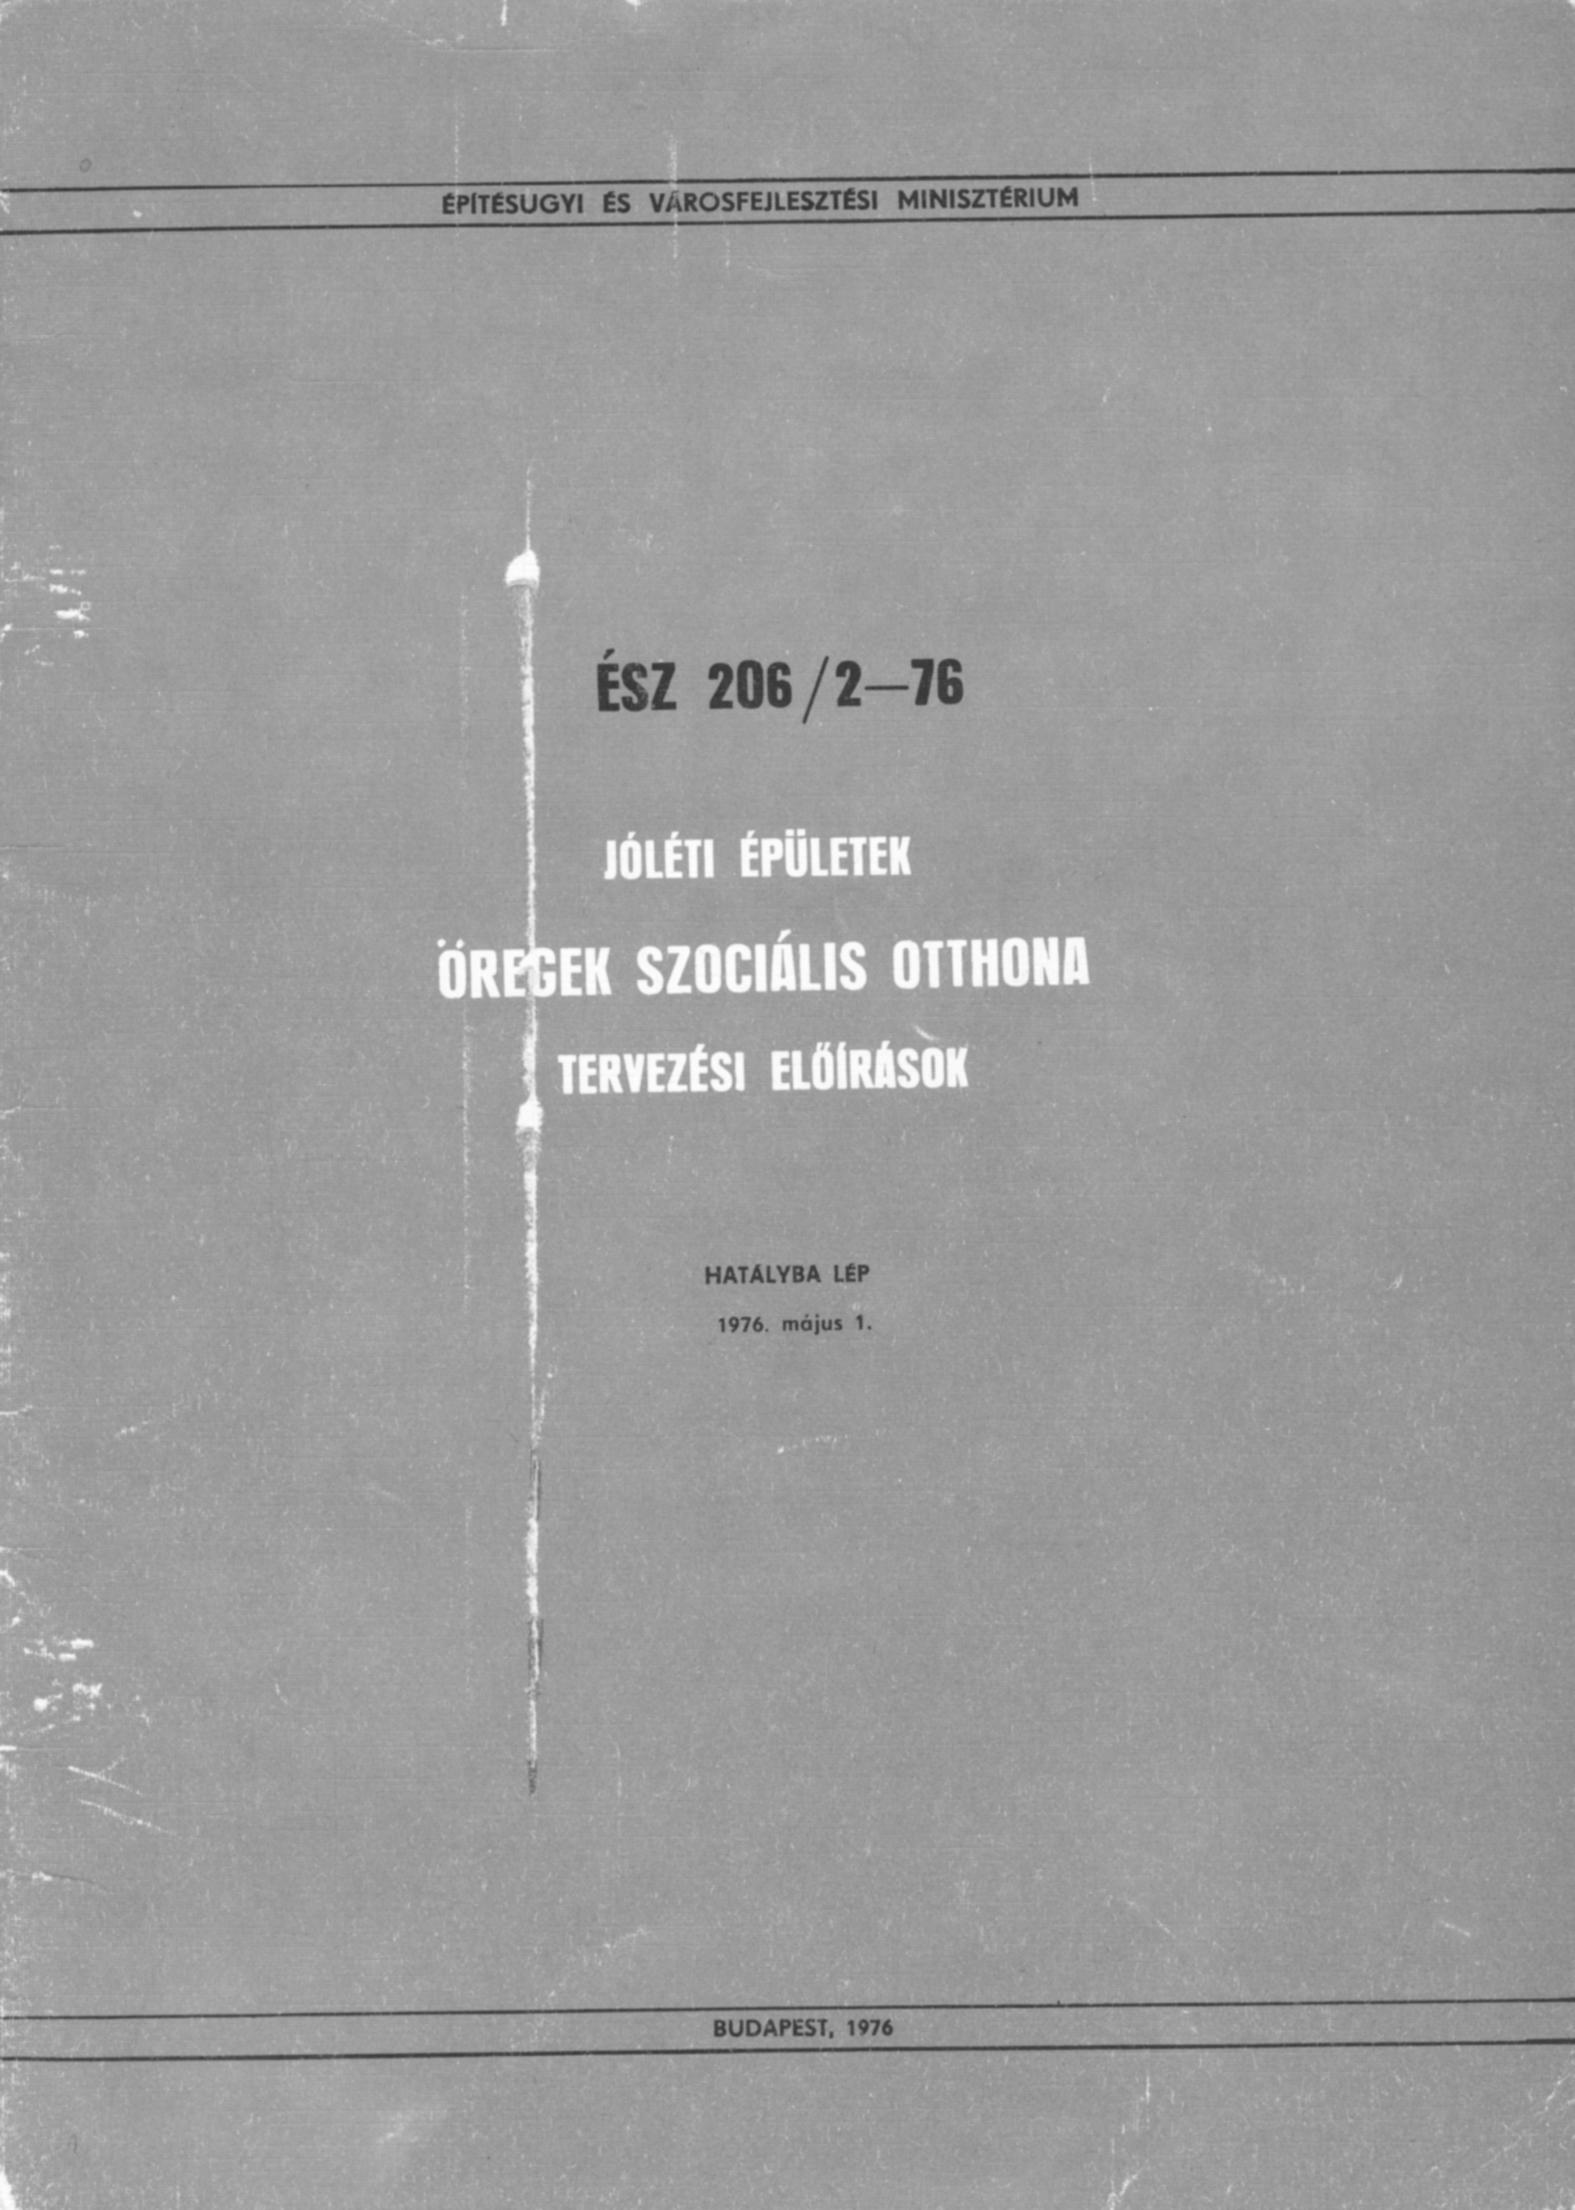 ÉPÍTÉSUGYI ÉS VÁROSFEJLESZTÉSI MINISZTÉRIUM
ÉSZ 206/2—76
JÓLÉTI ÉPÜLETEK
ÖREGEK SZOCIÁLIS OTTHONA
TERVEZÉSI ELŐÍRÁSOK
HATÁLYBA LÉP
1976. május 1.
BUDAPEST, 1976